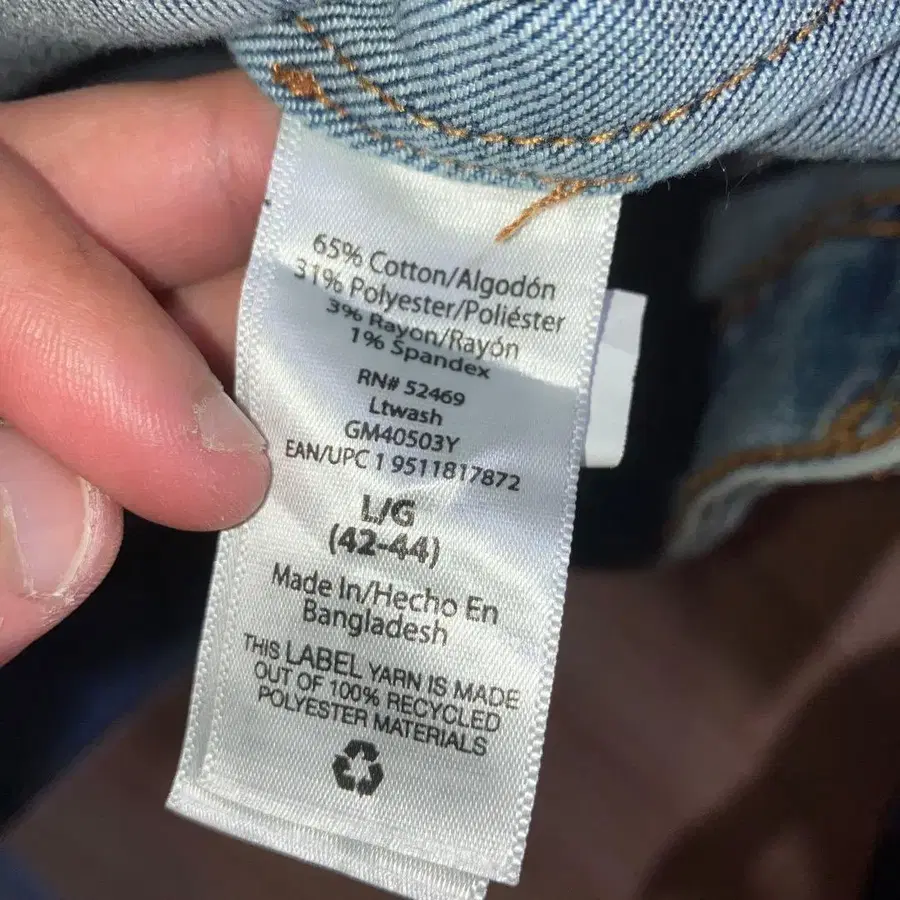 65% Cotton/Algodón
31% Polyester/Poliéster
3% Rayon/Rayón
1% Spandex
RN# 52469
Ltwash
GM40503Y
EAN/UPC 1 9511817872
L/G
(42-44)
Made In/Hecho En
Bangladesh
THIS LABEL YARN IS MADE
OUT OF 100% RECYCLED
POLYESTER MATERIALS